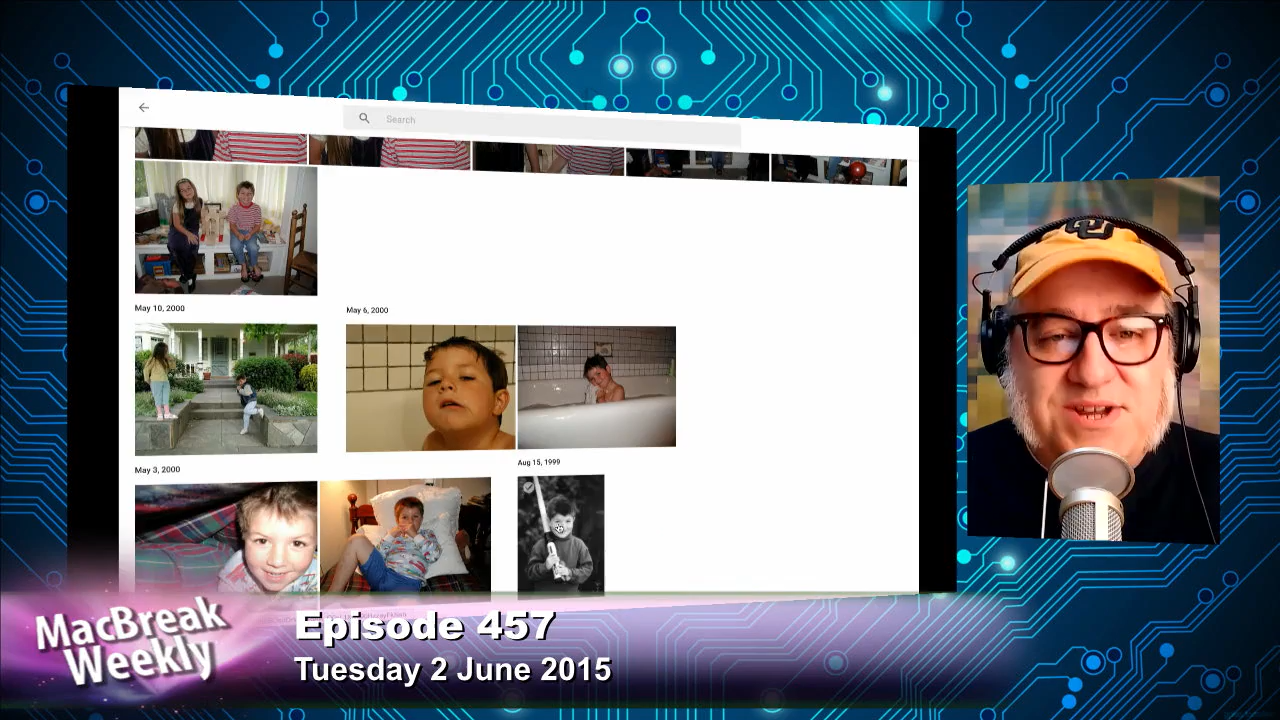 Search
May 10, 2000
May 6, 2000
May 3, 2000
Aug 15, 1999
MacBreak
Weekly
Episode 457
Tuesday 2 June 2015